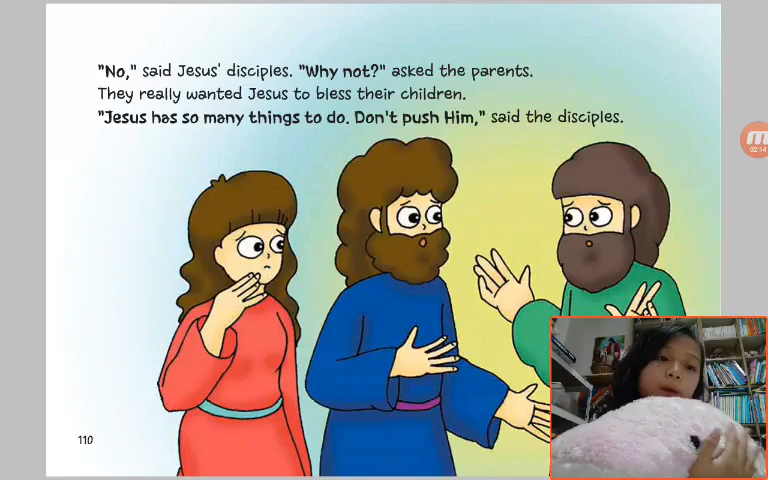 "No," said Jesus' disciples. "Why not?" asked the parents.
They really wanted Jesus to bless their children.
"Jesus has so many things to do. Don't push Him," said the disciples.
110
02:14